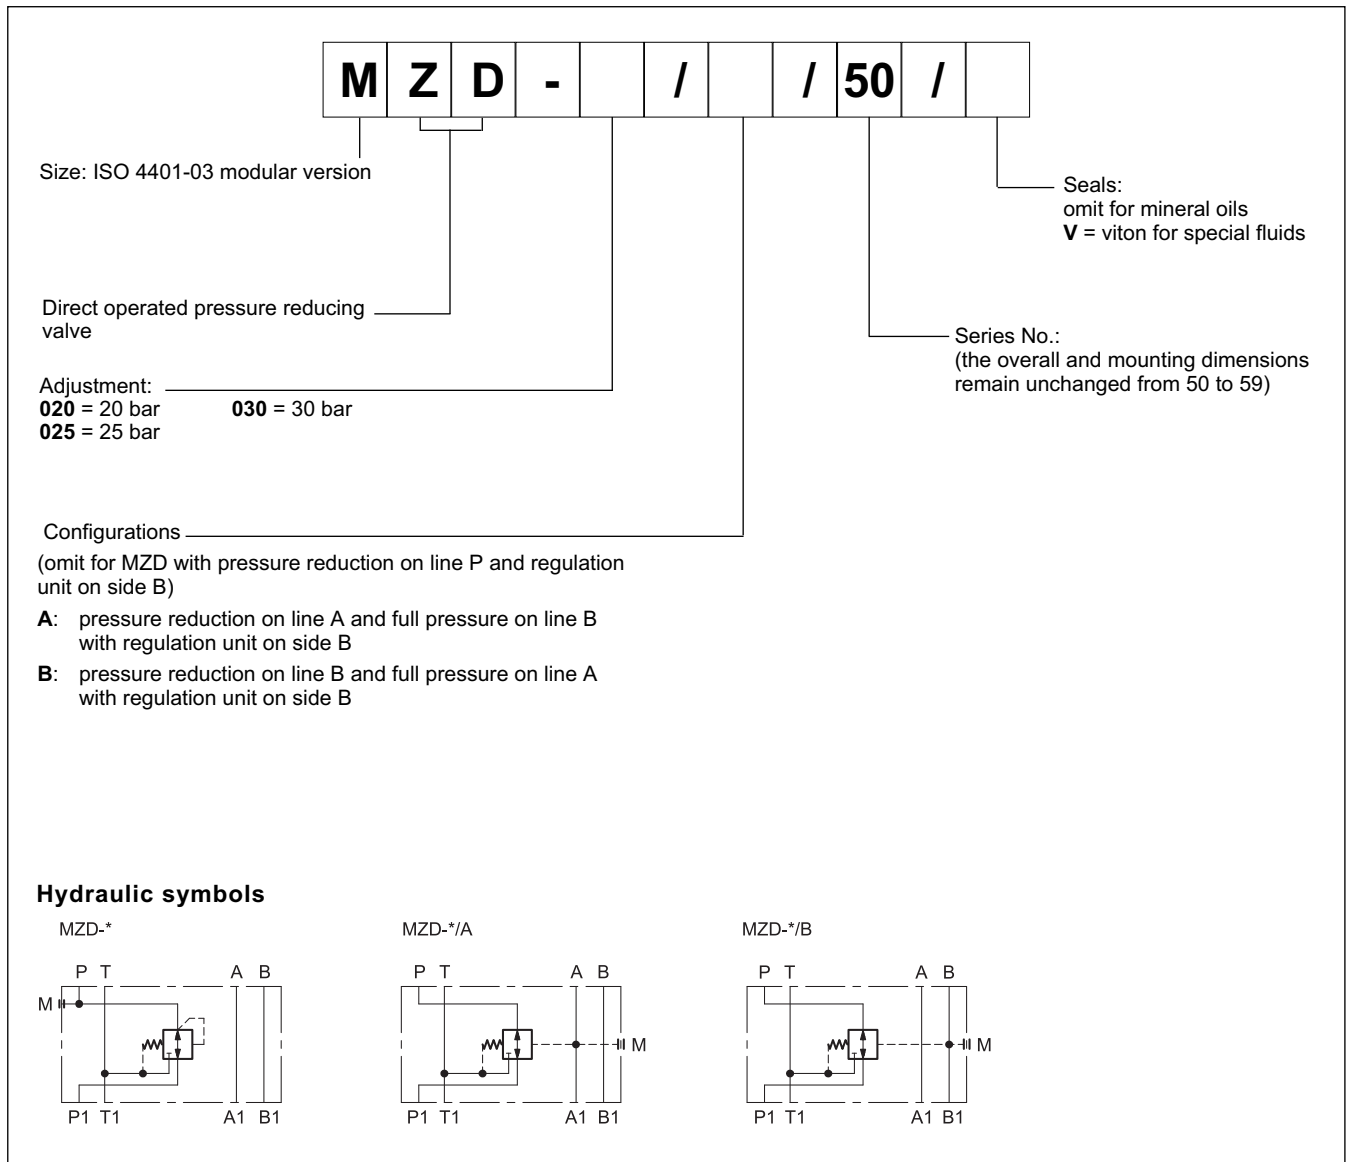 M Z D - / / 50 /
Size: ISO 4401-03 modular version
Seals:
omit for mineral oils
V = viton for special fluids
Direct operated pressure reducing
valve
Series No.:
(the overall and mounting dimensions
remain unchanged from 50 to 59)
Adjustment:
020 = 20 bar 030 = 30 bar
025 = 25 bar
Configurations
(omit for MZD with pressure reduction on line P and regulation
unit on side B)
A: pressure reduction on line A and full pressure on line B
with regulation unit on side B
B: pressure reduction on line B and full pressure on line A
with regulation unit on side B
Hydraulic symbols
MZD-* MZD-*/A MZD-*/B
P T A B P T A B P T A B
M M M
P1 T1 A1 B1 P1 T1 A1 B1 P1 T1 A1 B1